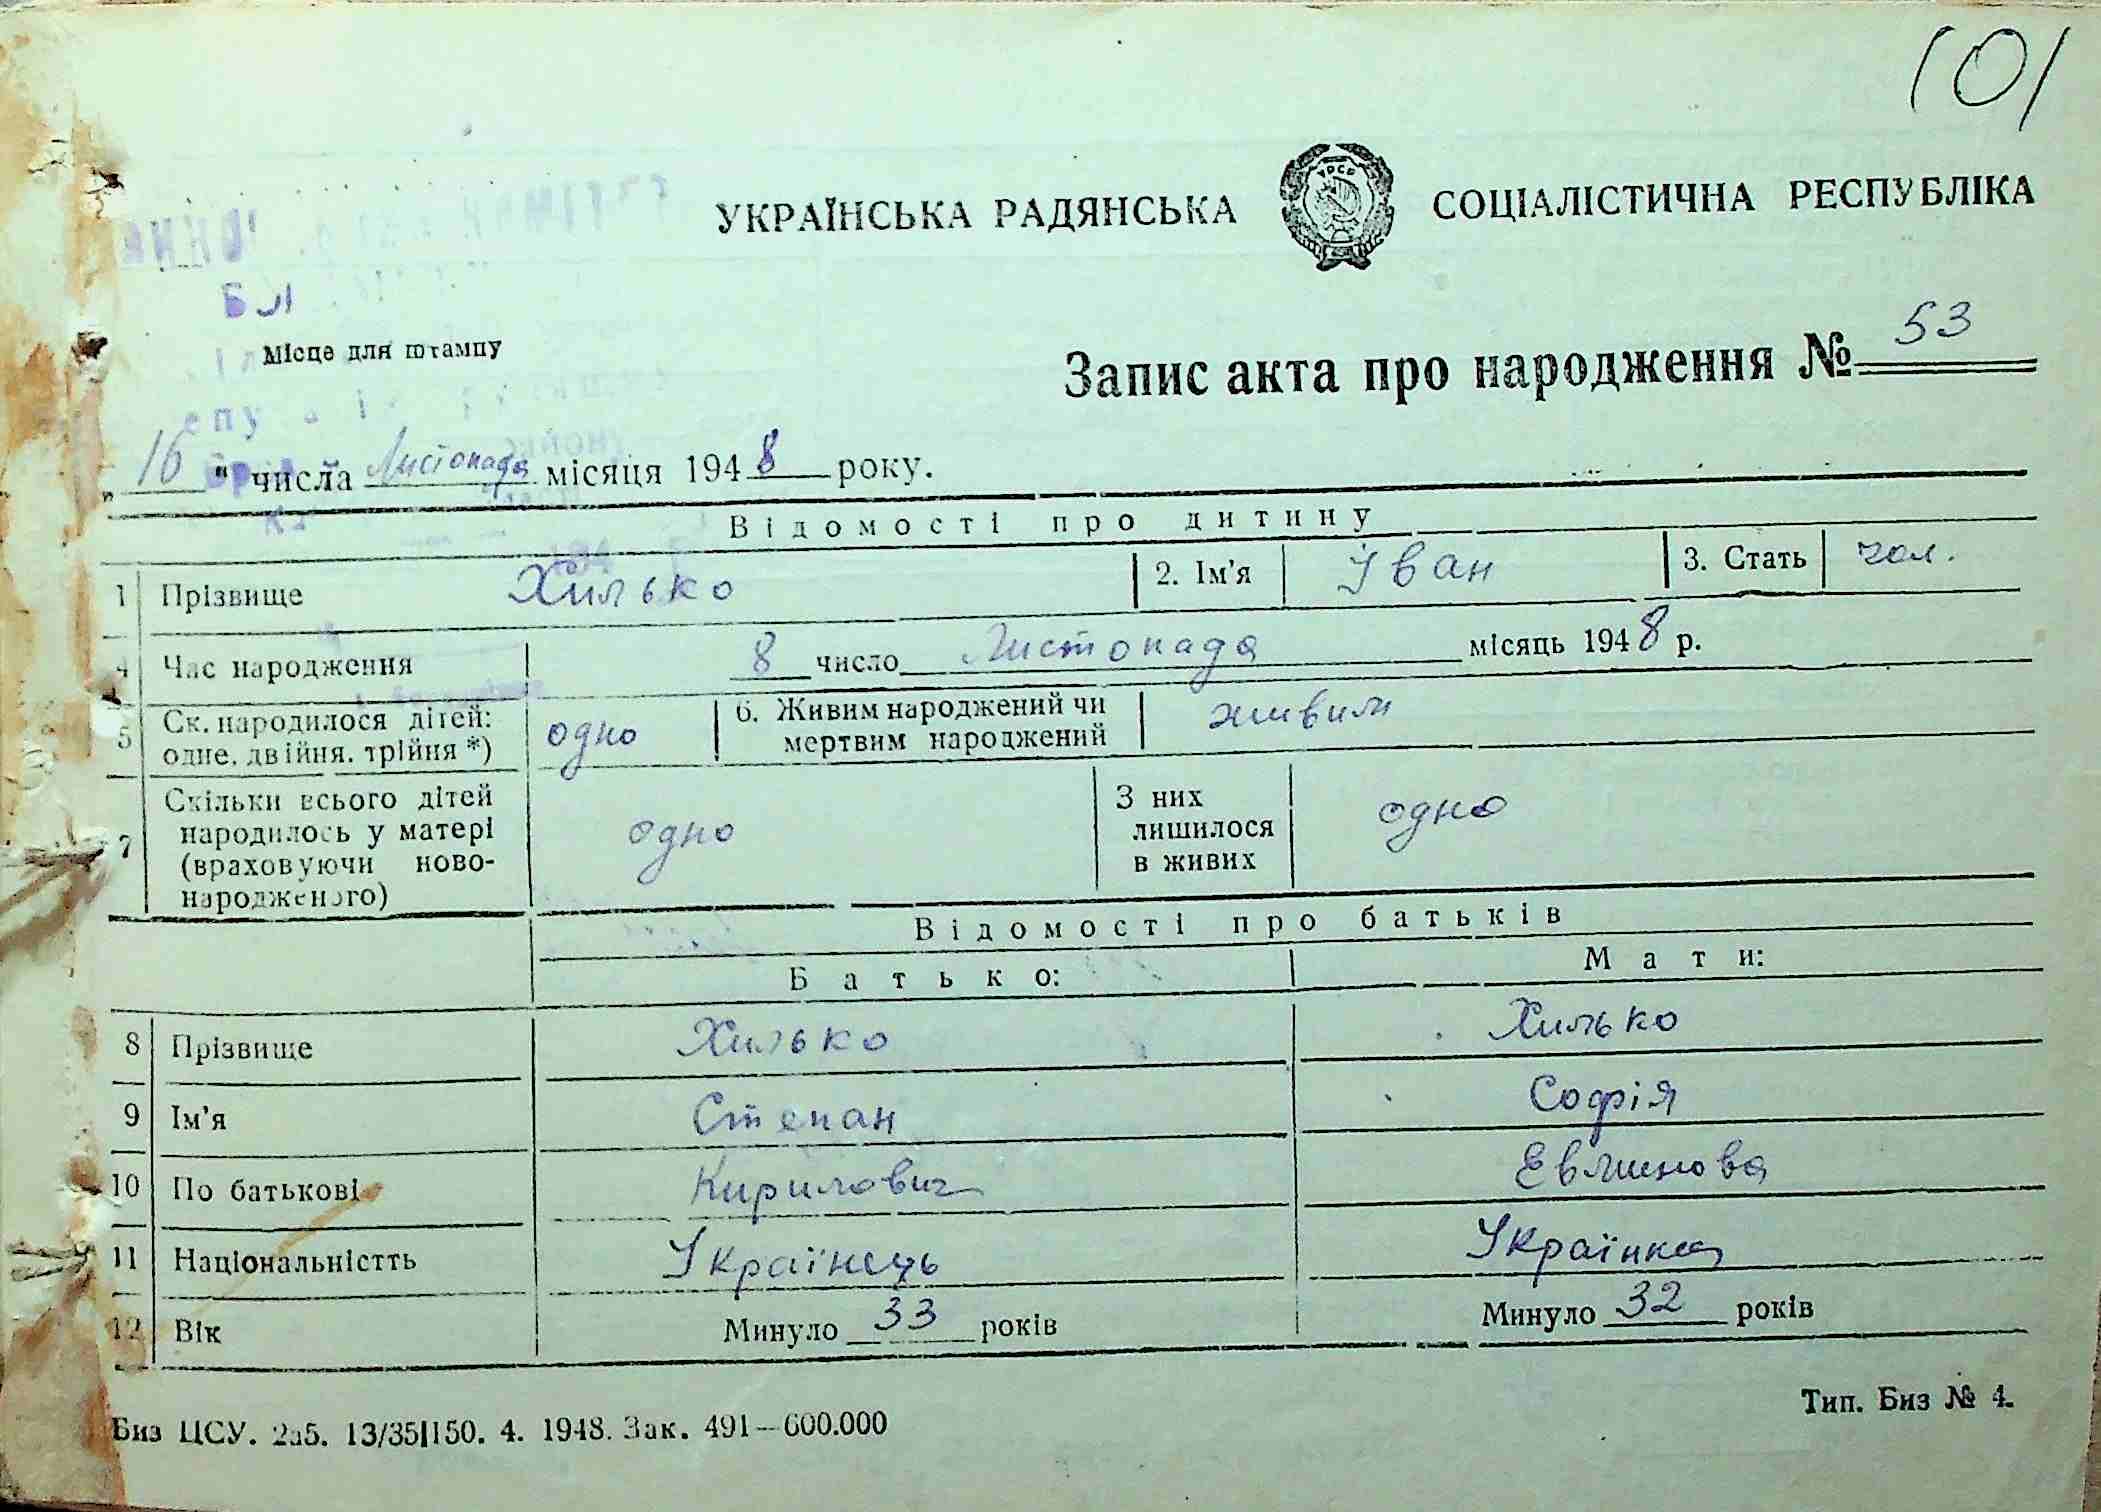 101
УКРАЇНСЬКА РАДЯНСЬКА СОЦІАЛІСТИЧНА РЕСПУБЛІКА
Місце для штампу
Запис акта про народження № 53
„16" числа Листопада місяця 1948 року.
Відомості про дитину
1 Прізвище Хилько 2. Ім'я Іван 3. Стать чол.
4 Час народження 8 число Листопада місяць 1948 р.
5 Ск. народилося дітей: одне, двійня, трійня *) одно 6. Живим народжений чи мертвим народжений живим
7 Скільки всього дітей народилось у матері (враховуючи ново-народженого) одно З них лишилося в живих одно
Відомості про батьків
Батько: Мати:
8 Прізвище Хилько Хилько
9 Ім'я Степан Софія
10 По батькові Кирилович
11 Національністть Українець Українка
12 Вік Минуло 33 років Минуло 32 років
Биз ЦСУ. 2а5. 13/35|150. 4. 1948. Зак. 491—600.000
Тип. Биз № 4.